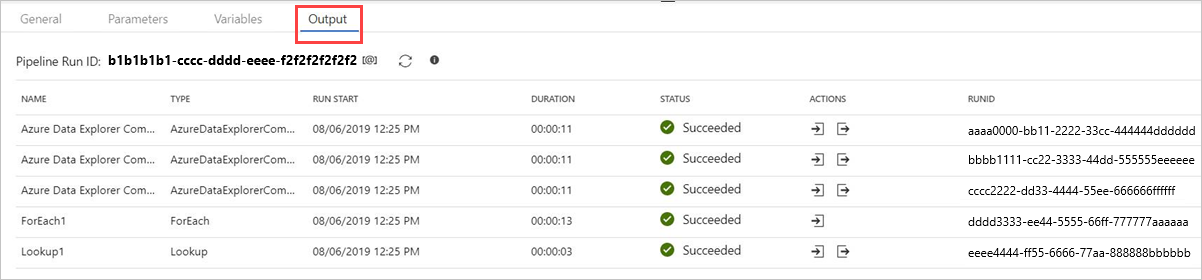 General Parameters Variables Output
Pipeline Run ID: b1b1b1b1-cccc-dddd-eeee-f2f2f2f2f2f2 [@]
NAME TYPE RUN START DURATION STATUS ACTIONS RUNID
Azure Data Explorer Com... AzureDataExplorerCom... 08/06/2019 12:25 PM 00:00:11 Succeeded aaaa0000-bb11-2222-33cc-444444dddddd
Azure Data Explorer Com... AzureDataExplorerCom... 08/06/2019 12:25 PM 00:00:11 Succeeded bbbb1111-cc22-3333-44dd-555555eeeeee
Azure Data Explorer Com... AzureDataExplorerCom... 08/06/2019 12:25 PM 00:00:11 Succeeded cccc2222-dd33-4444-55ee-666666ffffff
ForEach1 ForEach 08/06/2019 12:25 PM 00:00:13 Succeeded dddd3333-ee44-5555-66ff-777777aaaaaa
Lookup1 Lookup 08/06/2019 12:25 PM 00:00:03 Succeeded eeee4444-ff55-6666-77aa-888888bbbbbb